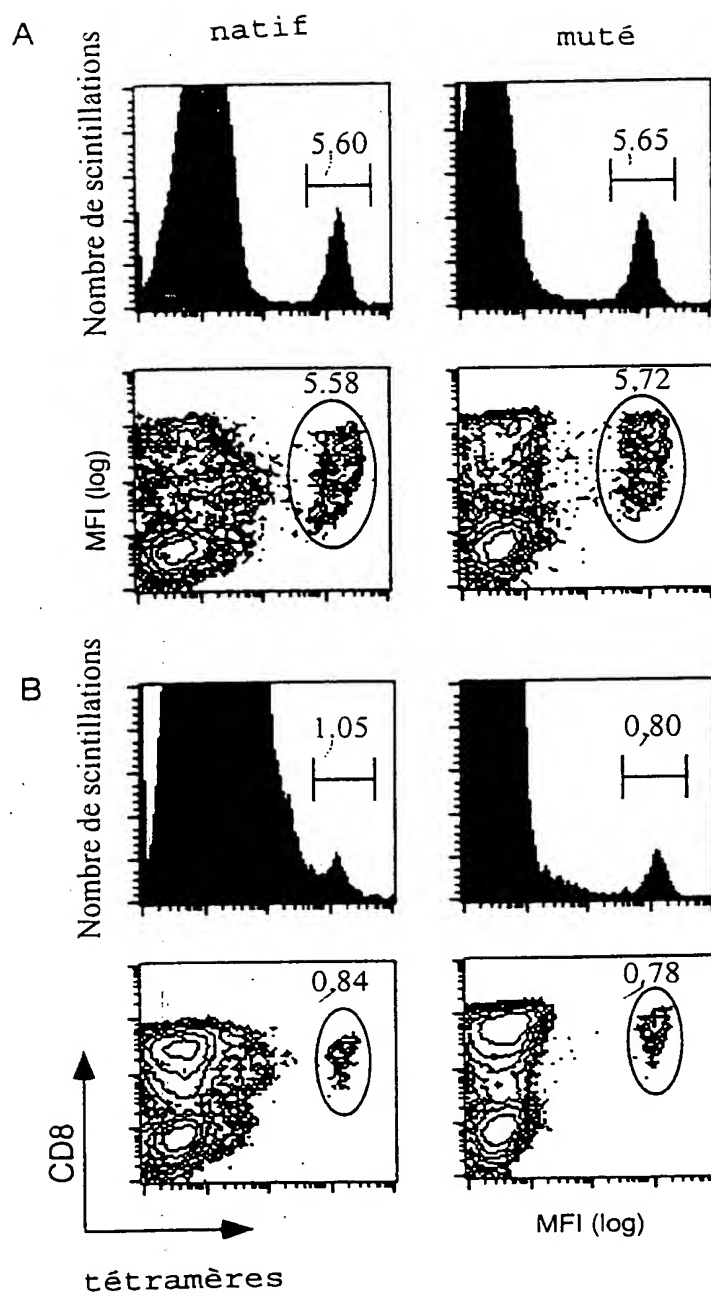 A
natif
muté
Nombre de scintillations
5,60
5,65
MFI (log)
5.58
5,72
B
Nombre de scintillations
1,05
0,80
CD8
0,84
0,78
MFI (log)
tétramères